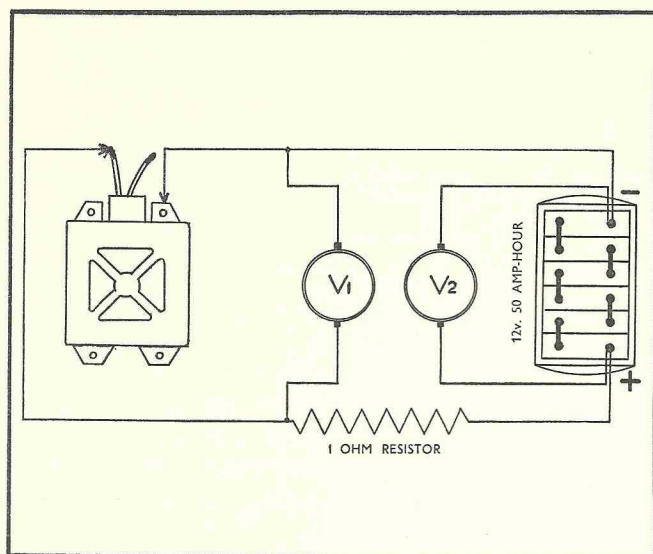 V1
V2
12v. 50 AMP-HOUR
−
+
1 OHM RESISTOR